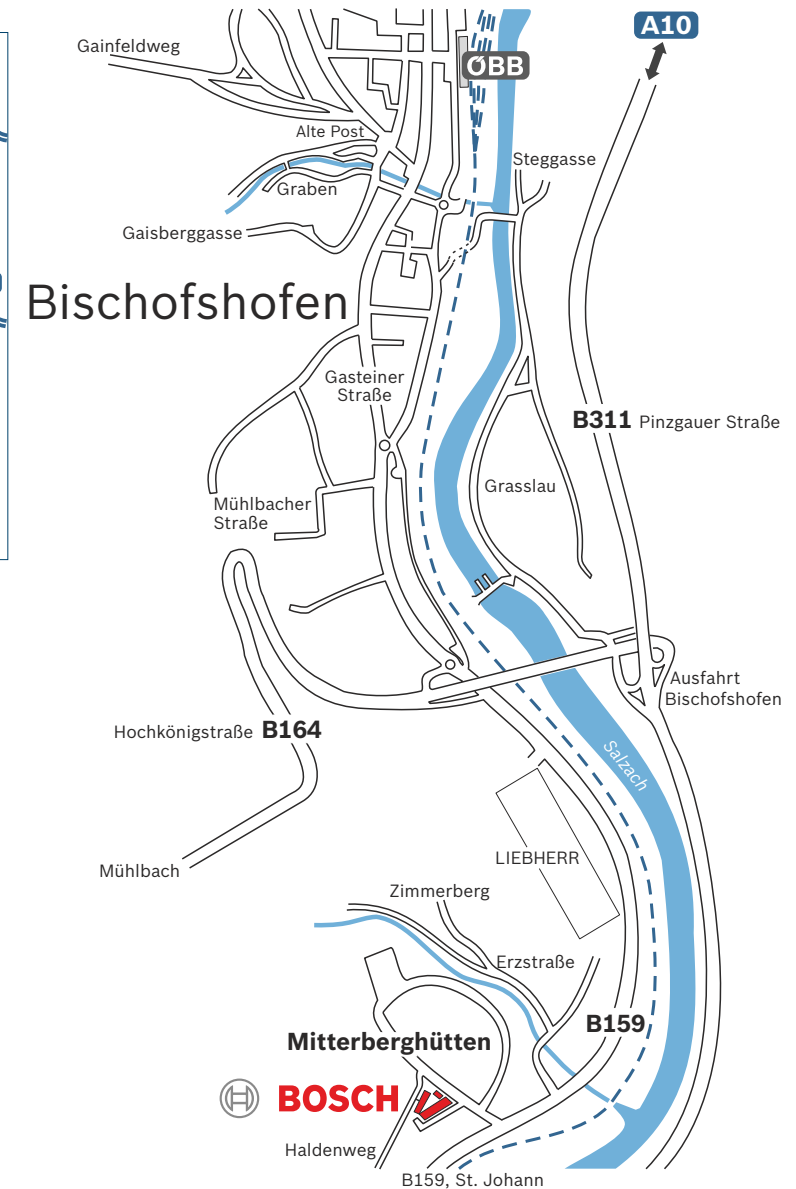 A10
Gainfeldweg
ÖBB
Alte Post
Steggasse
Graben
Gaisberggasse
Bischofshofen
Gasteiner
Straße
B311 Pinzgauer Straße
Grasslau
Mühlbacher
Straße
Ausfahrt
Bischofshofen
Hochkönigstraße B164
Salzach
LIEBHERR
Mühlbach
Zimmerberg
Erzstraße
B159
Mitterberghütten
BOSCH
Haldenweg
B159, St. Johann